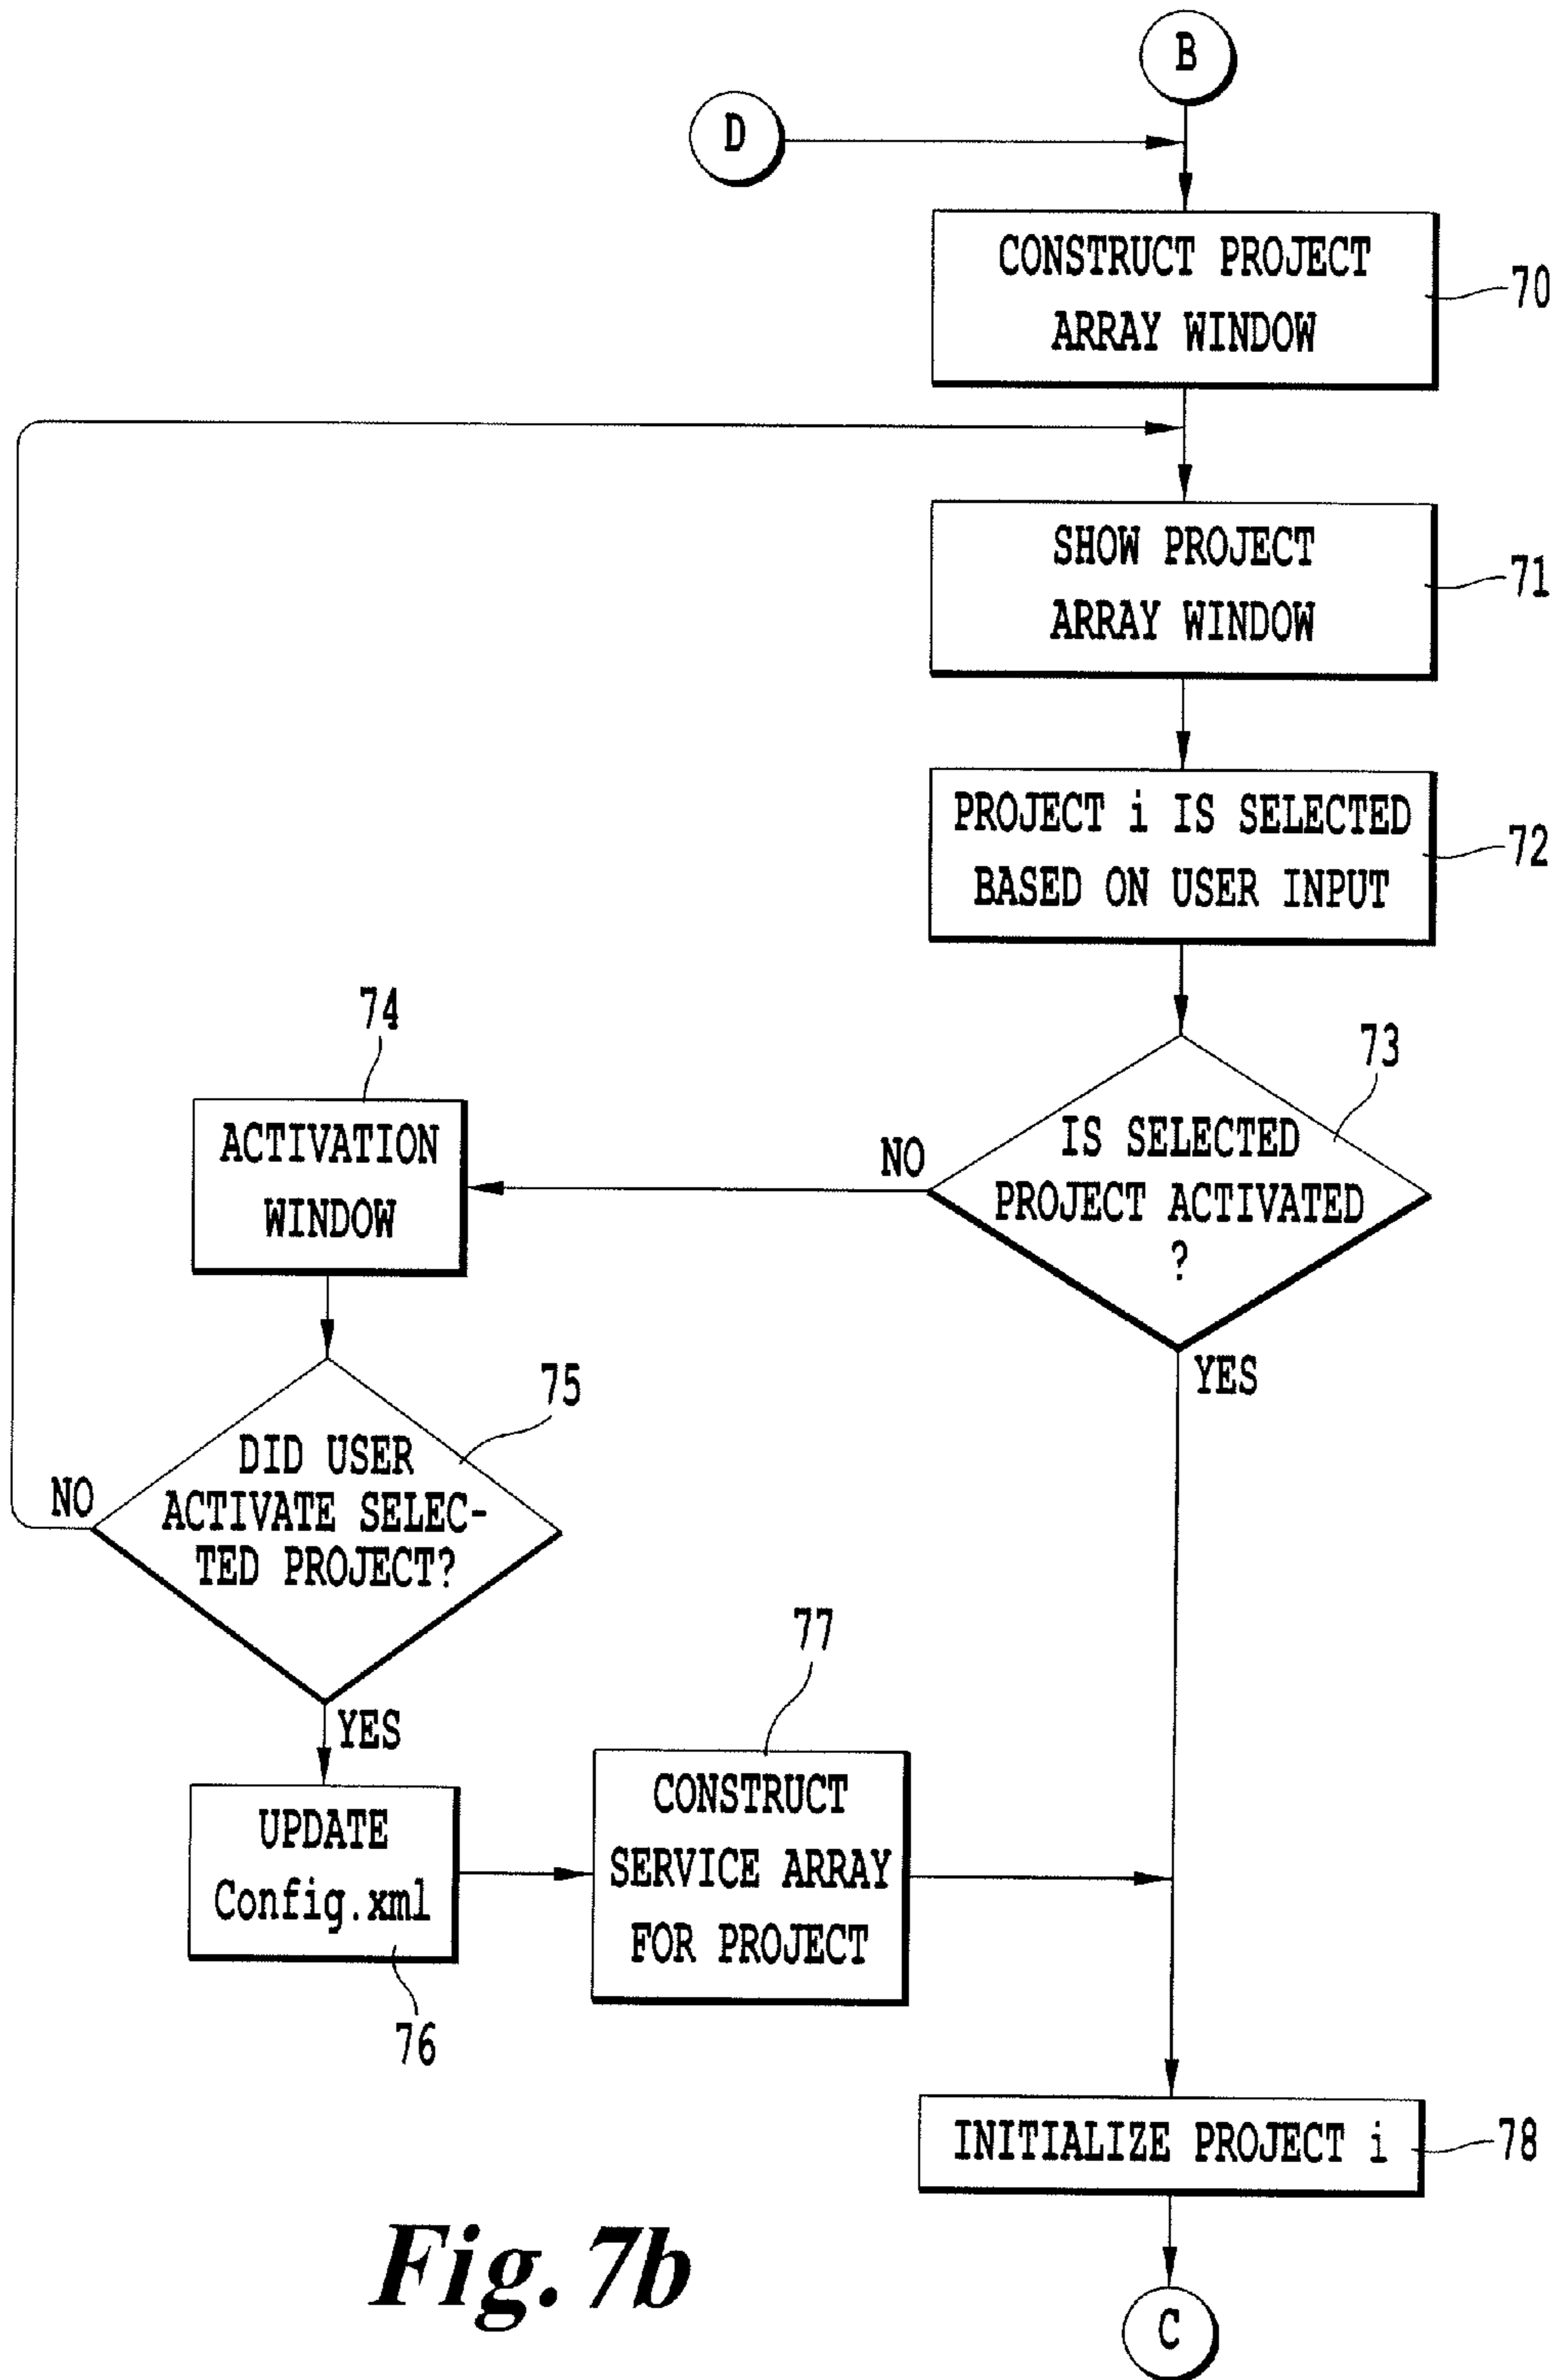 B
D
CONSTRUCT PROJECT
ARRAY WINDOW
70
SHOW PROJECT
ARRAY WINDOW
71
PROJECT i IS SELECTED
BASED ON USER INPUT
72
73
IS SELECTED
PROJECT ACTIVATED
?
NO
YES
74
ACTIVATION
WINDOW
75
DID USER
ACTIVATE SELEC-
TED PROJECT?
NO
YES
UPDATE
Config.xml
76
77
CONSTRUCT
SERVICE ARRAY
FOR PROJECT
INITIALIZE PROJECT i
78
C
Fig. 7b